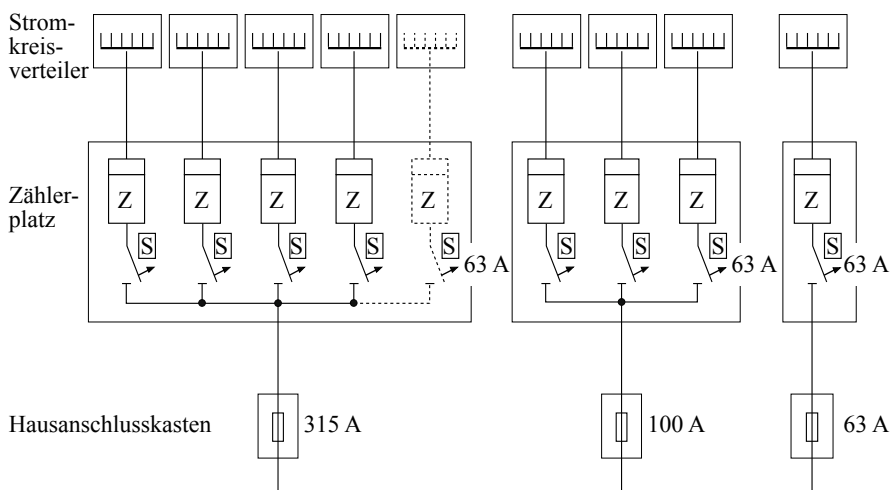 Strom-
kreis-
verteiler
Zähler-
platz
Z Z Z Z Z Z Z Z Z
S S S S S S S S S
63 A 63 A 63 A
Hausanschlusskasten 315 A 100 A 63 A